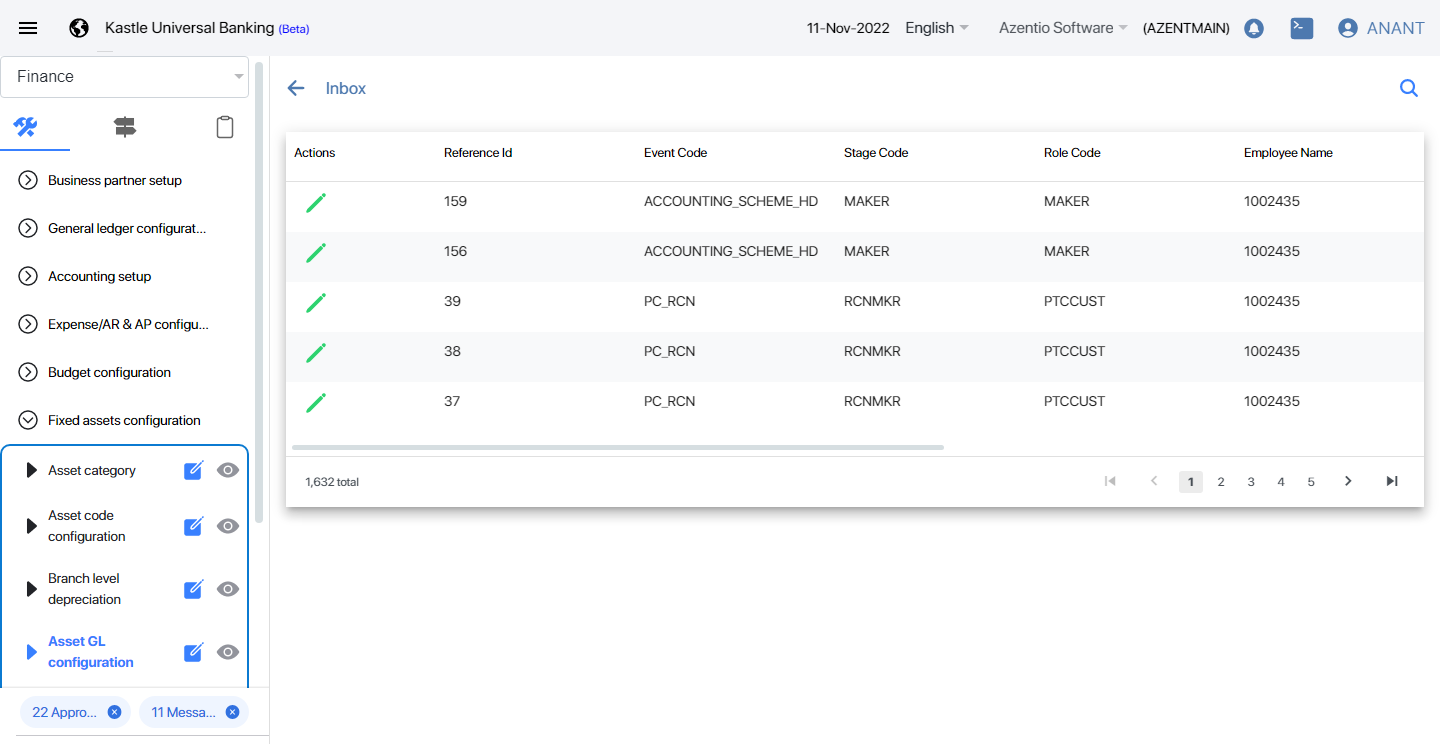 Kastle Universal Banking (Beta)
11-Nov-2022 English Azentio Software (AZENTMAIN) ANANT
Finance
Business partner setup
General ledger configurat...
Accounting setup
Expense/AR & AP configu...
Budget configuration
Fixed assets configuration
Asset category
Asset code
configuration
Branch level
depreciation
Asset GL
configuration
22 Appro... 11 Messa...
Inbox
Actions Reference Id Event Code Stage Code Role Code Employee Name
159 ACCOUNTING_SCHEME_HD MAKER MAKER 1002435
156 ACCOUNTING_SCHEME_HD MAKER MAKER 1002435
39 PC_RCN RCNMKR PTCCUST 1002435
38 PC_RCN RCNMKR PTCCUST 1002435
37 PC_RCN RCNMKR PTCCUST 1002435
1,632 total 1 2 3 4 5